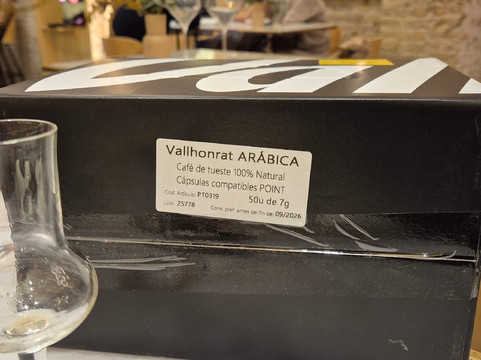 Vallhonrat ARÁBICA
Café de tueste 100% Natural
Cápsulas compatibles POINT
Cod. Artículo: PT0319 50u de 7g
Lote: 25778 Cons. pref. antes de fin de: 09/2026